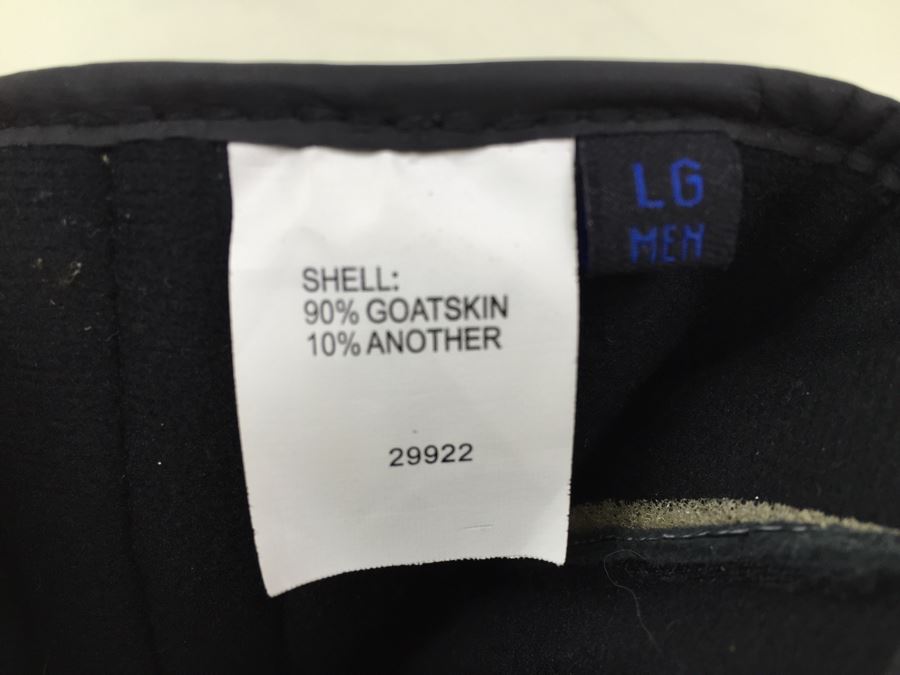 SHELL:
90% GOATSKIN
10% ANOTHER
29922
LG
MEN